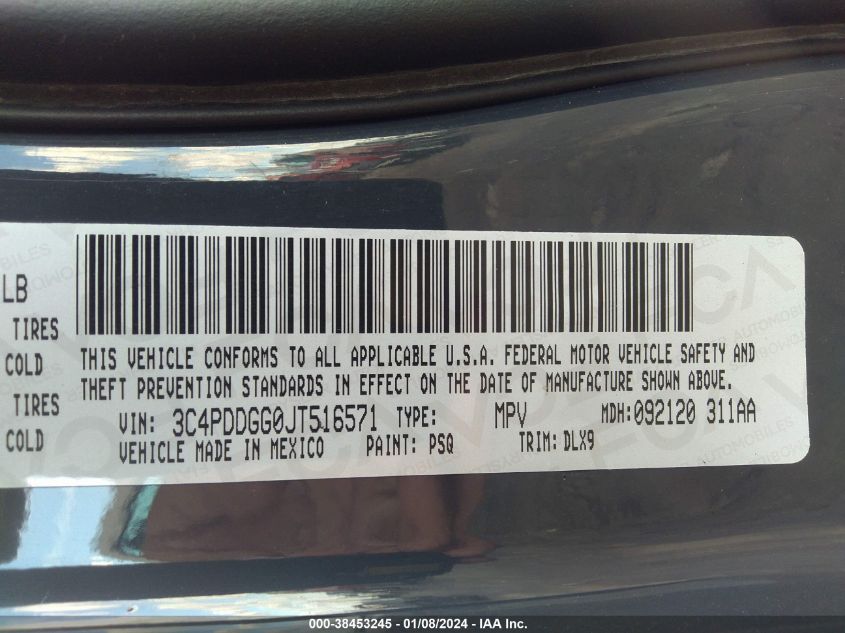 LB
TIRES
COLD
TIRES
COLD
THIS VEHICLE CONFORMS TO ALL APPLICABLE U.S.A. FEDERAL MOTOR VEHICLE SAFETY AND
THEFT PREVENTION STANDARDS IN EFFECT ON THE DATE OF MANUFACTURE SHOWN ABOVE.
VIN: 3C4PDDGG0JT516571 TYPE: MPV MDH:092120 311AA
VEHICLE MADE IN MEXICO PAINT: PSQ TRIM: DLX9
000-38453245 - 01/08/2024 - IAA Inc.